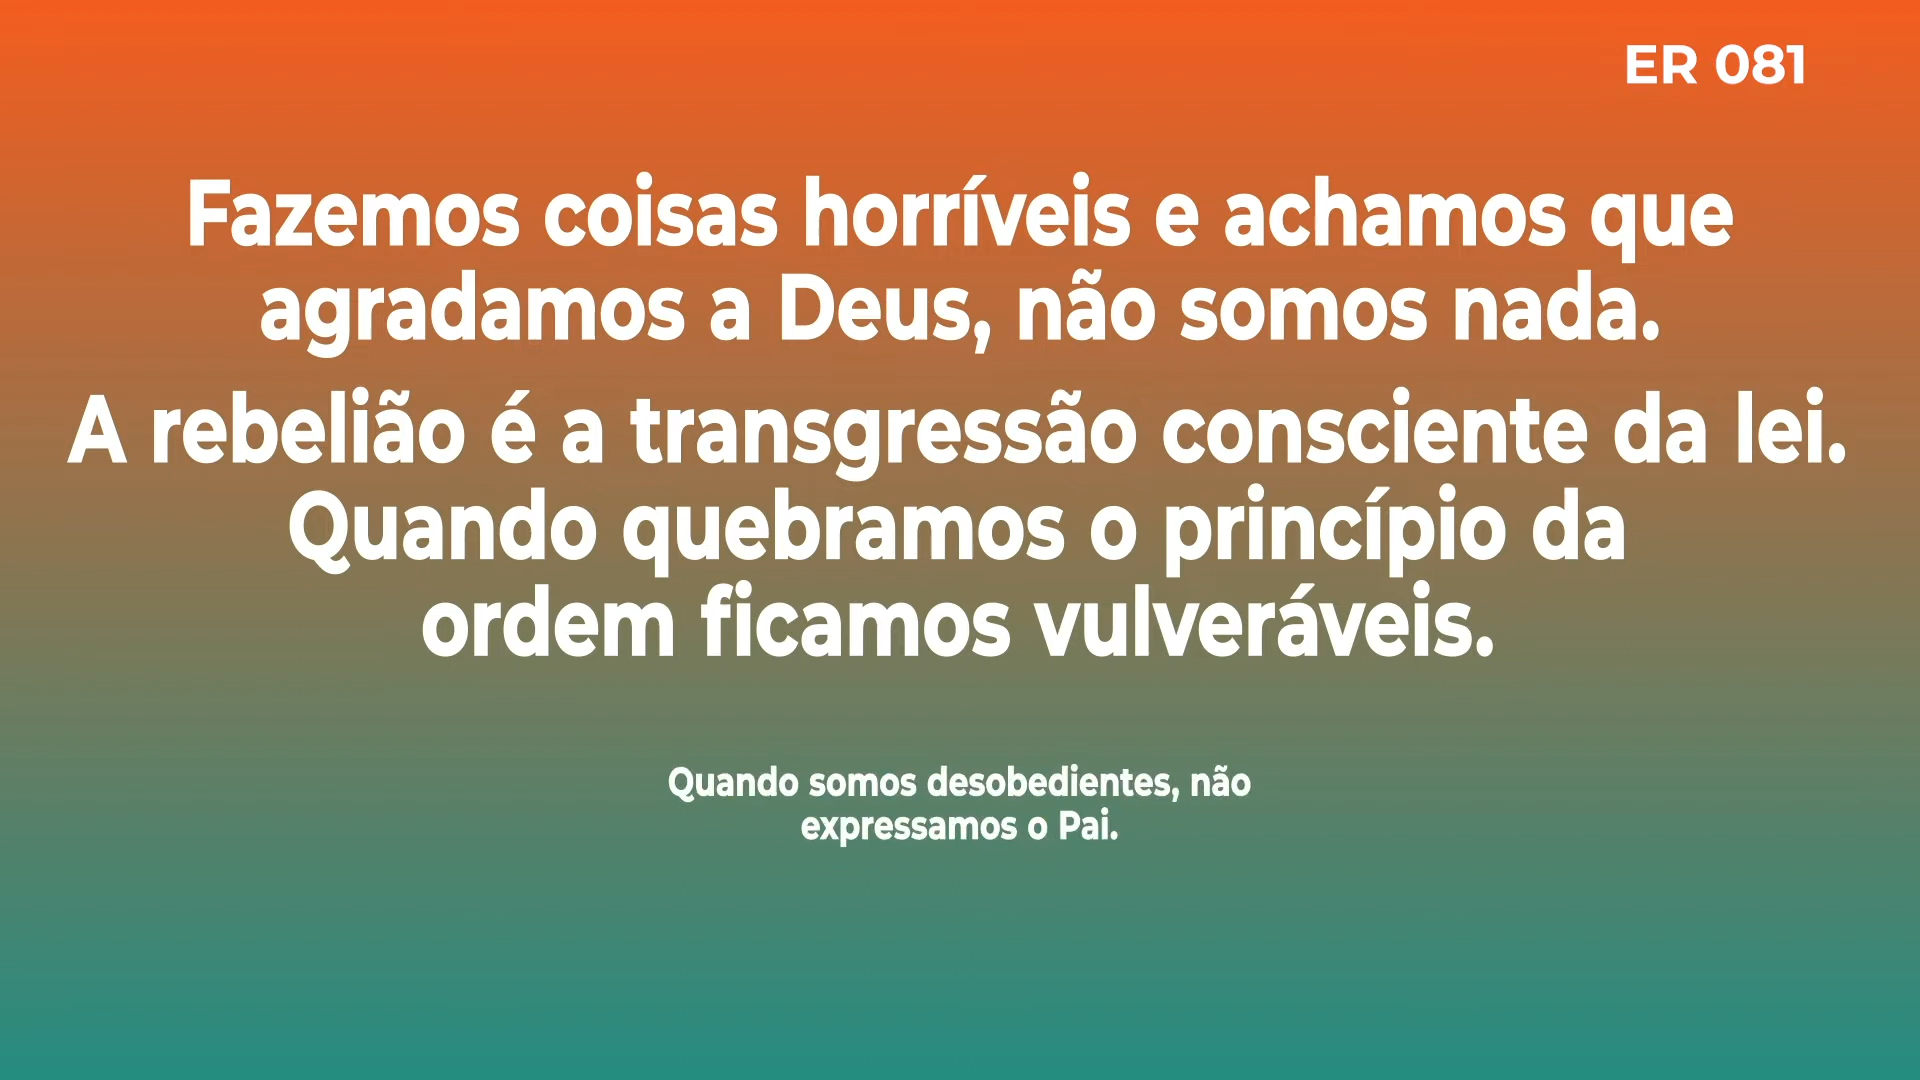 ER 081
Fazemos coisas horríveis e achamos que
agradamos a Deus, não somos nada.
A rebelião é a transgressão consciente da lei.
Quando quebramos o princípio da
ordem ficamos vulveráveis.
Quando somos desobedientes, não
expressamos o Pai.